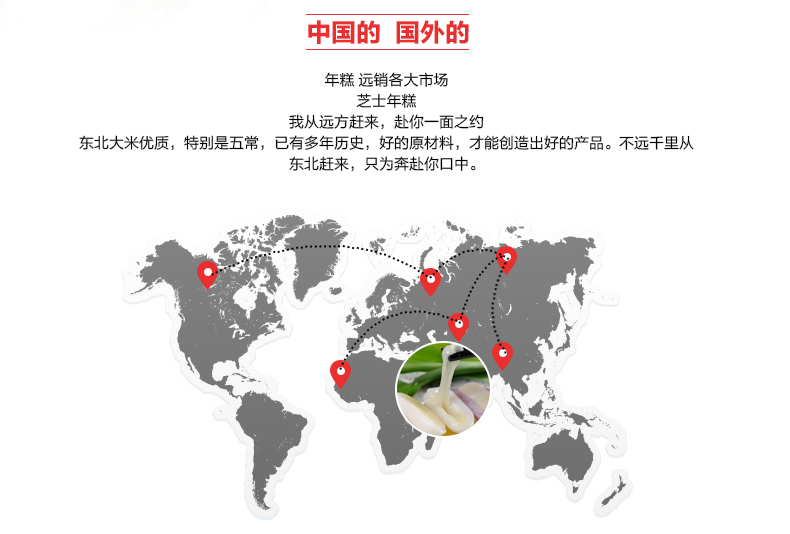 中国的 国外的
年糕 远销各大市场
芝士年糕
我从远方赶来，赴你一面之约
东北大米优质，特别是五常，已有多年历史，好的原材料，才能创造出好的产品。不远千里从
东北赶来，只为奔赴你口中。